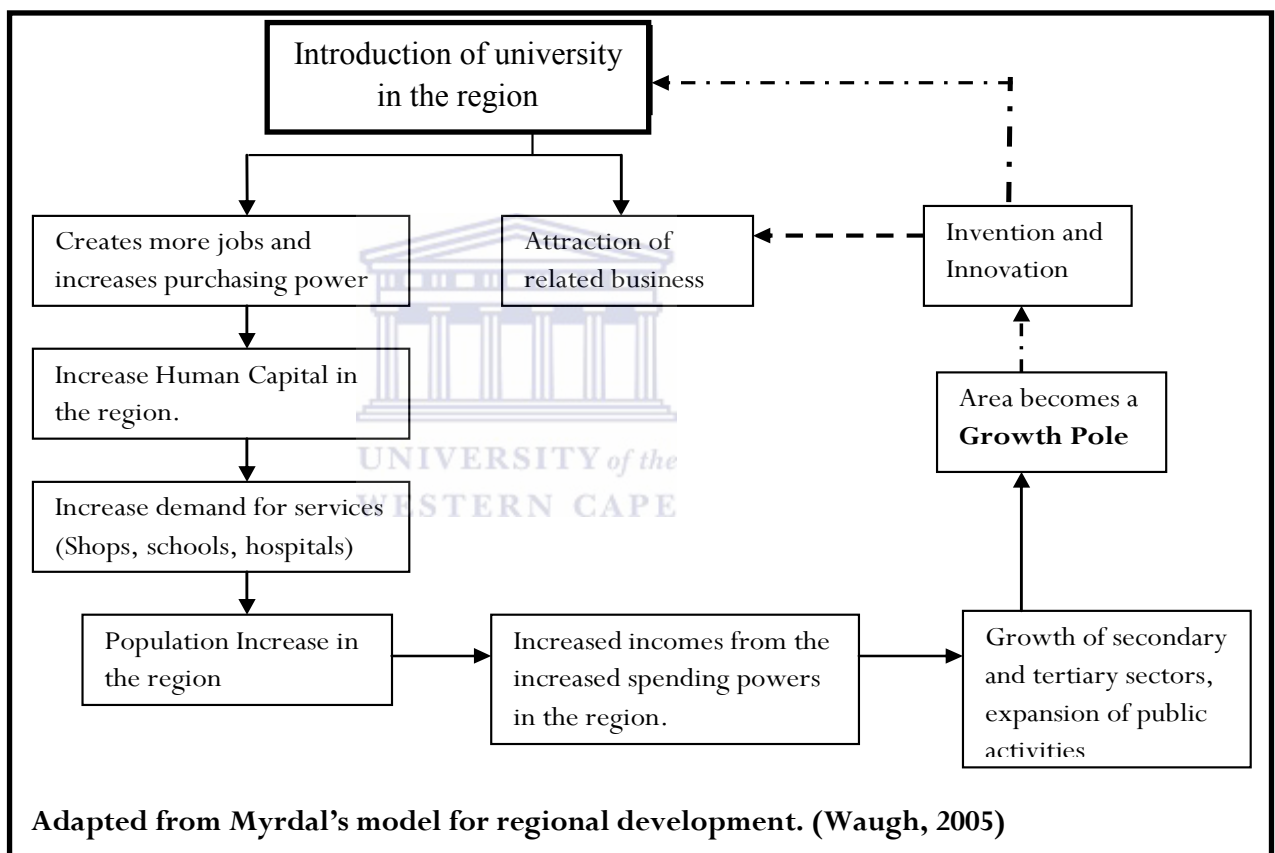 Introduction of university
in the region
Creates more jobs and
increases purchasing power
Attraction of
related business
Invention and
Innovation
Increase Human Capital in
the region.
Area becomes a
Growth Pole
UNIVERSITY of the
WESTERN CAPE
Increase demand for services
(Shops, schools, hospitals)
Population Increase in
the region
Increased incomes from the
increased spending powers
in the region.
Growth of secondary
and tertiary sectors,
expansion of public
activities
Adapted from Myrdal’s model for regional development. (Waugh, 2005)